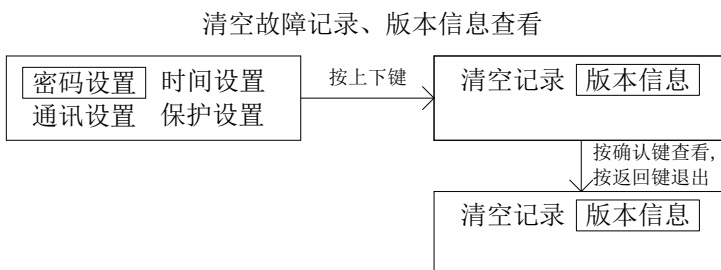 清空故障记录、版本信息查看
密码设置 时间设置
通讯设置 保护设置
按上下键
清空记录 版本信息
按确认键查看,
按返回键退出
清空记录 版本信息